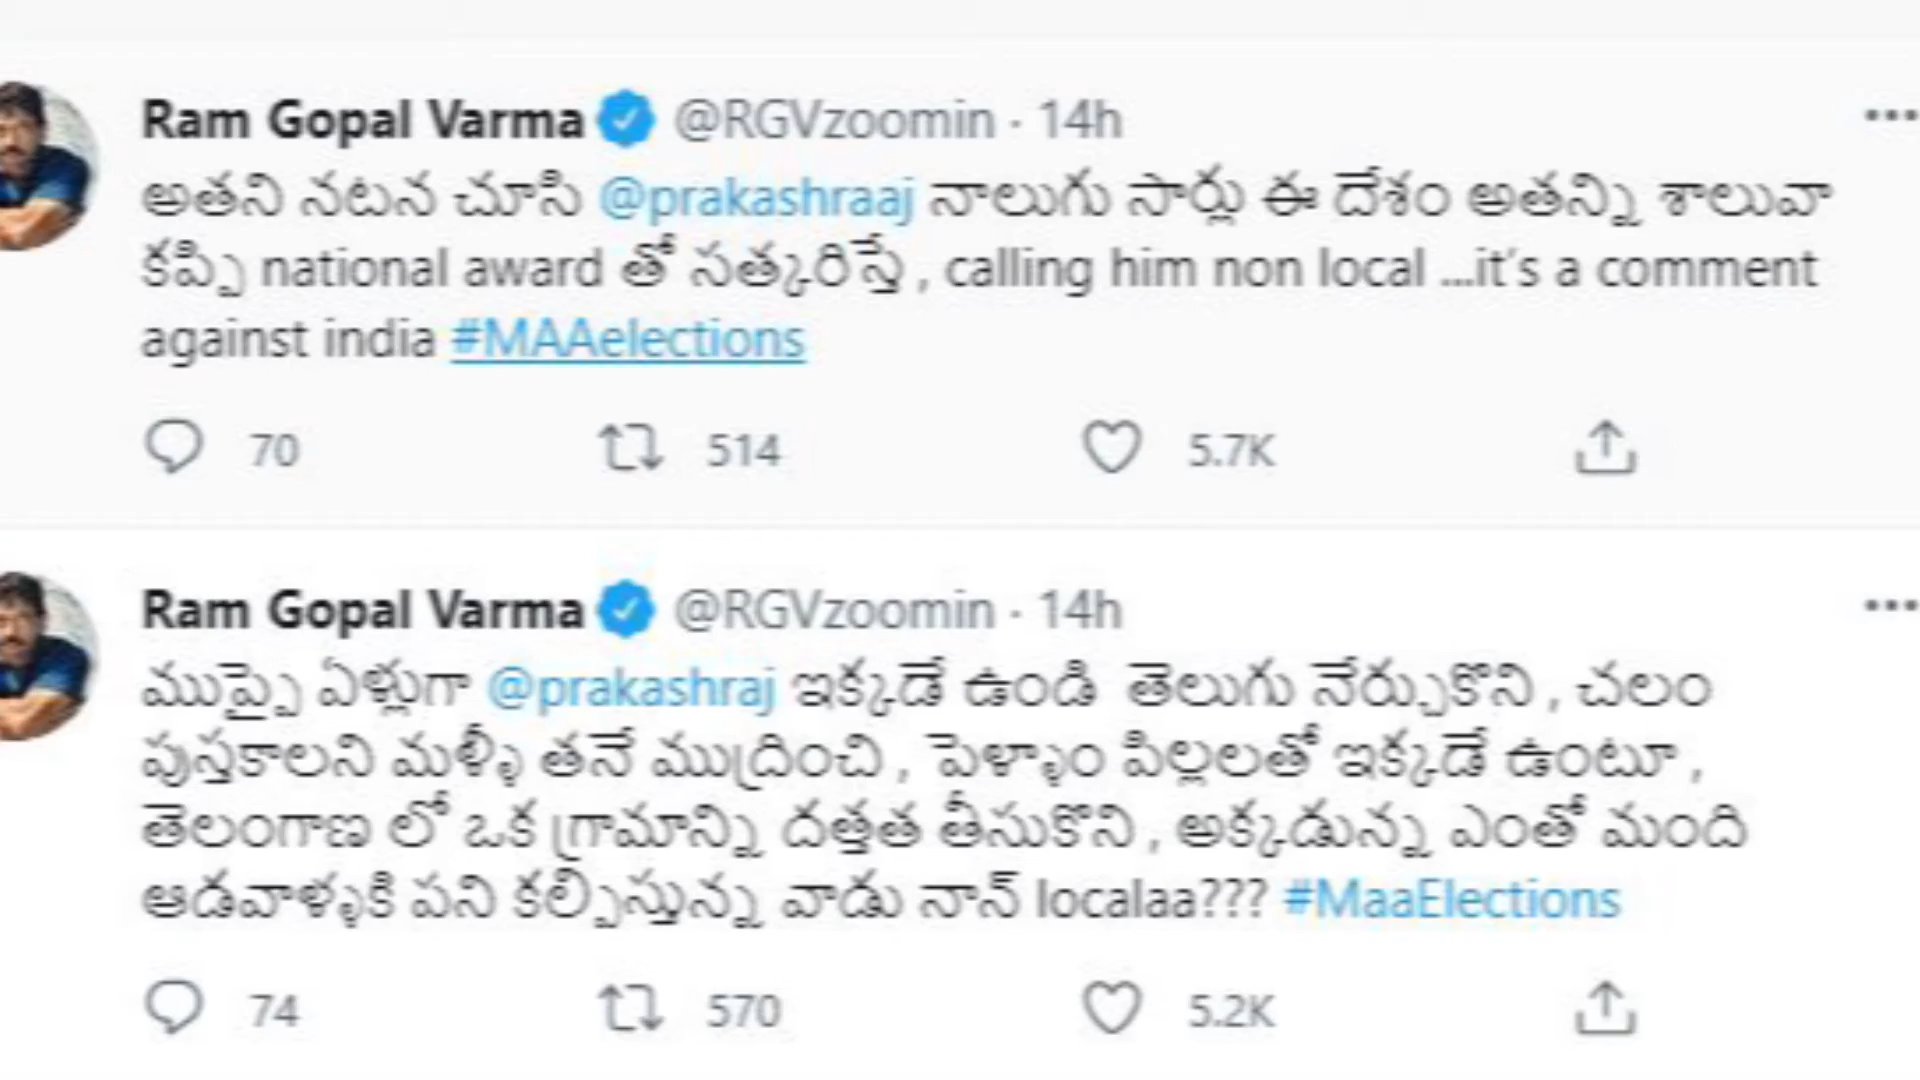 Ram Gopal Varma @RGVzoomin · 14h
అతని నటన చూసి @prakashraaj నాలుగు సార్లు ఈ దేశం అతన్ని శాలువా
కప్పి national award తో సత్కరిస్తే , calling him non local ...it's a comment
against india #MAAelections
70 514 5.7K
Ram Gopal Varma @RGVzoomin · 14h
ముప్పై ఏళ్లుగా @prakashraj ఇక్కడే ఉండి తెలుగు నేర్చుకొని , చలం
పుస్తకాలని మళ్ళీ తనే ముద్రించి , పెళ్ళాం పిల్లలతో ఇక్కడే ఉంటూ ,
తెలంగాణ లో ఒక గ్రామాన్ని దత్తత తీసుకొని , అక్కడున్న ఎంతో మంది
ఆడవాళ్ళకి పని కల్పిస్తున్న వాడు నాన్ localaa??? #MaaElections
74 570 5.2K